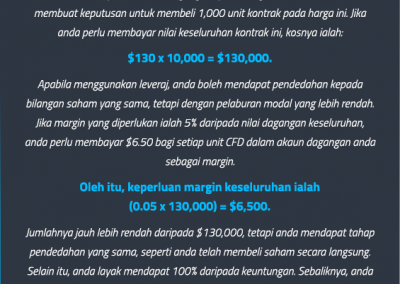 membuat keputusan untuk membeli 1,000 unit kontrak pada harga ini. Jika
anda perlu membayar nilai keseluruhan kontrak ini, kosnya ialah:
$130 x 10,000 = $130,000.
Apabila menggunakan leveraj, anda boleh mendapat pendedahan kepada
bilangan saham yang sama, tetapi dengan pelaburan modal yang lebih rendah.
Jika margin yang diperlukan ialah 5% daripada nilai dagangan keseluruhan,
anda perlu membayar $6.50 bagi setiap unit CFD dalam akaun dagangan anda
sebagai margin.
Oleh itu, keperluan margin keseluruhan ialah
(0.05 x 130,000) = $6,500.
Jumlahnya jauh lebih rendah daripada $130,000, tetapi anda mendapat tahap
pendedahan yang sama, seperti anda telah membeli saham secara langsung.
Selain itu, anda layak mendapat 100% daripada keuntungan. Sebaliknya, anda